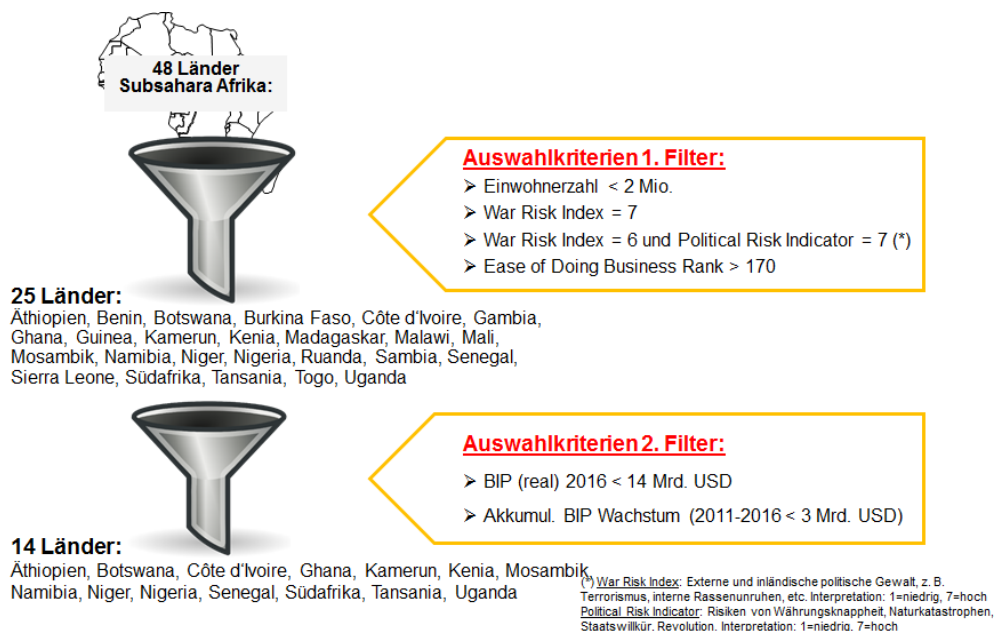 48 Länder
Subsahara Afrika:
Auswahlkriterien 1. Filter:
➢ Einwohnerzahl < 2 Mio.
➢ War Risk Index = 7
➢ War Risk Index = 6 und Political Risk Indicator = 7 (*)
➢ Ease of Doing Business Rank > 170
25 Länder:
Äthiopien, Benin, Botswana, Burkina Faso, Côte d'Ivoire, Gambia,
Ghana, Guinea, Kamerun, Kenia, Madagaskar, Malawi, Mali,
Mosambik, Namibia, Niger, Nigeria, Ruanda, Sambia, Senegal,
Sierra Leone, Südafrika, Tansania, Togo, Uganda
Auswahlkriterien 2. Filter:
➢ BIP (real) 2016 < 14 Mrd. USD
➢ Akkumul. BIP Wachstum (2011-2016 < 3 Mrd. USD)
14 Länder:
Äthiopien, Botswana, Côte d'Ivoire, Ghana, Kamerun, Kenia, Mosambik,
Namibia, Niger, Nigeria, Senegal, Südafrika, Tansania, Uganda
(*) War Risk Index: Externe und inländische politische Gewalt, z. B.
Terrorismus, interne Rassenunruhen, etc. Interpretation: 1=niedrig, 7=hoch
Political Risk Indicator: Risiken von Währungsknappheit, Naturkatastrophen,
Staatswillkür, Revolution. Interpretation: 1=niedrig, 7=hoch